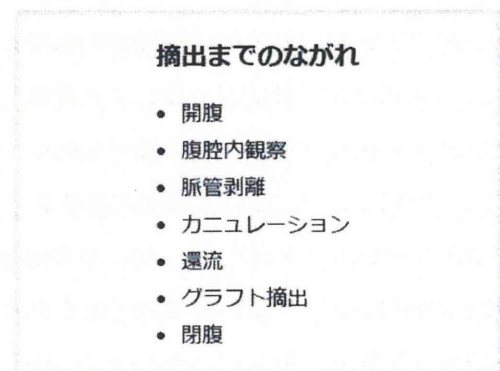 摘出までのながれ
• 開腹
• 腹腔内観察
• 脈管剥離
• カニュレーション
• 還流
• グラフト摘出
• 閉腹